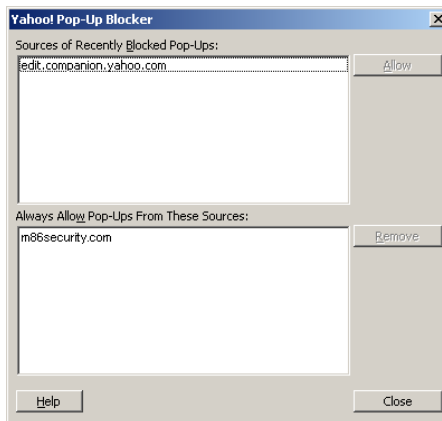 Yahoo! Pop-Up Blocker
Sources of Recently Blocked Pop-Ups:
edit.companion.yahoo.com
Allow
Always Allow Pop-Ups From These Sources:
m86security.com
Remove
Help
Close